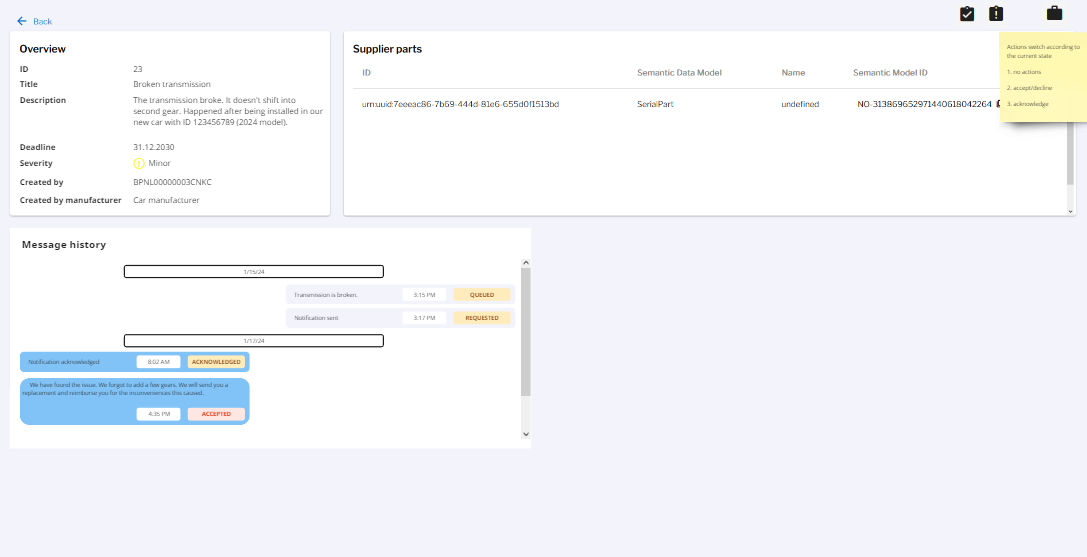 Back
Overview
ID 23
Title Broken transmission
Description The transmission broke. It doesn't shift into
second gear. Happened after being installed in our
new car with ID 123456789 (2024 model).
Deadline 31.12.2030
Severity Minor
Created by BPNL00000003CNKC
Created by manufacturer Car manufacturer
Supplier parts
ID Semantic Data Model Name Semantic Model ID
urn:uuid:7eeeac86-7b69-444d-81e6-655d0f1513bd SerialPart undefined NO-313869652971440618042264
Actions switch according to
the current state
1. no actions
2. accept/decline
3. acknowledge
Message history
1/15/24
Transmission is broken. 3:15 PM QUEUED
Notification sent 3:17 PM REQUESTED
1/17/24
Notification acknowledged 8:02 AM ACKNOWLEDGED
We have found the issue. We forgot to add a few gears. We will send you a
replacement and reimburse you for the inconveniences this caused.
4:35 PM ACCEPTED